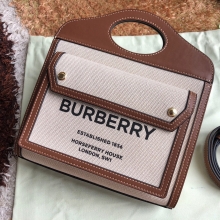 BURBERRY
ESTABLISHED 1856
HORSEFERRY HOUSE
LONDON, SW1